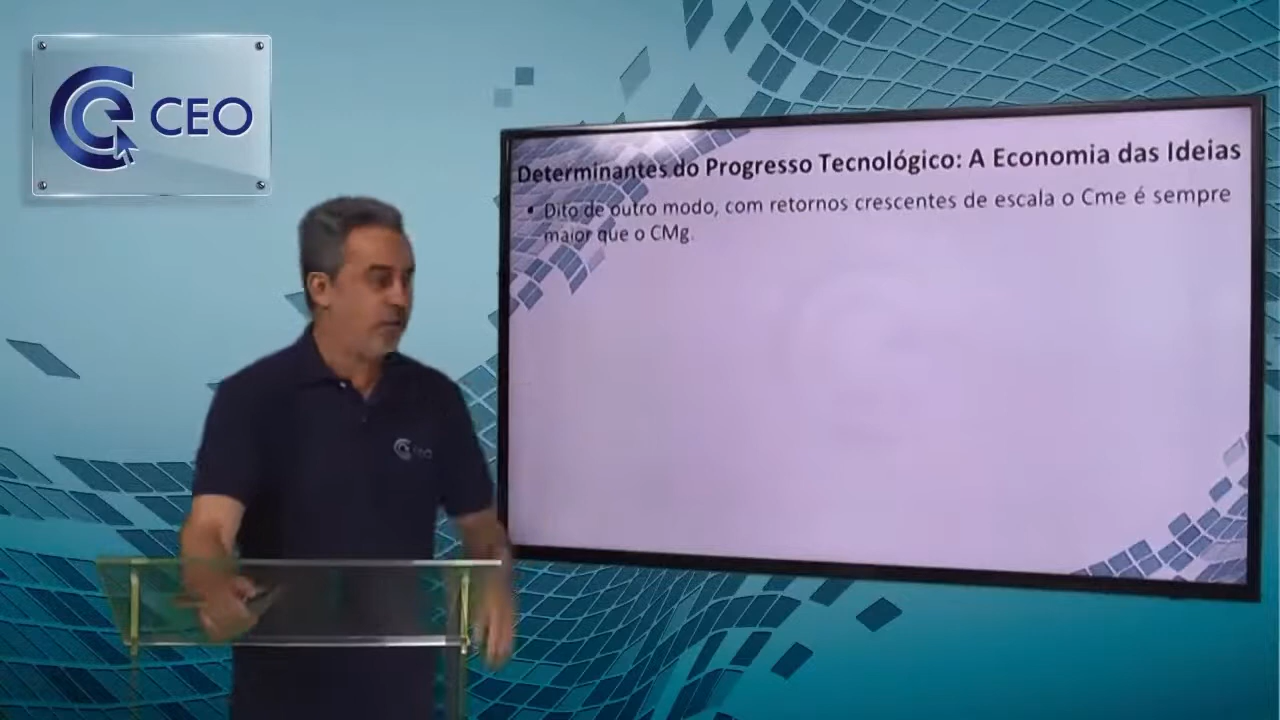 CEO
Determinantes do Progresso Tecnológico: A Economia das Ideias
• Dito de outro modo, com retornos crescentes de escala o Cme é sempre
maior que o CMg.
CEO